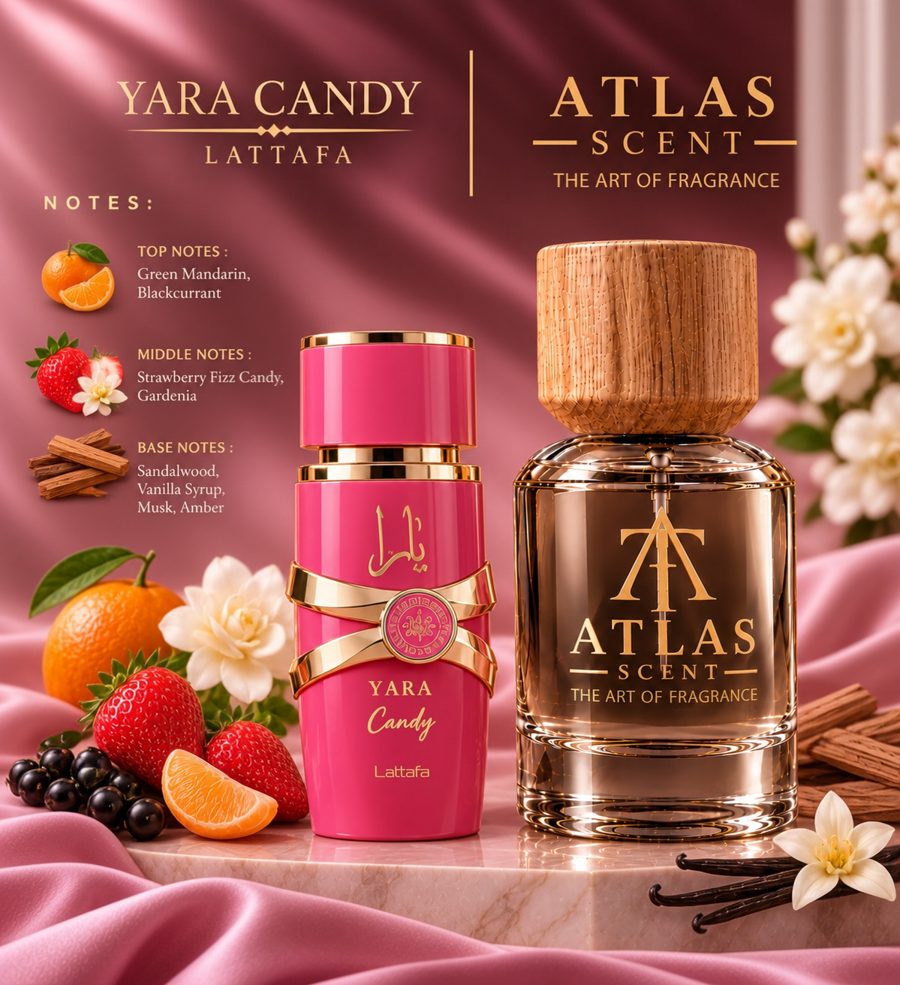 YARA CANDY
LATTAFA
ATLAS
SCENT
THE ART OF FRAGRANCE
NOTES:
TOP NOTES :
Green Mandarin,
Blackcurrant
MIDDLE NOTES :
Strawberry Fizz Candy,
Gardenia
BASE NOTES :
Sandalwood,
Vanilla Syrup,
Musk, Amber
يارا
YARA
Candy
Lattafa
AT
ATLAS
SCENT
THE ART OF FRAGRANCE